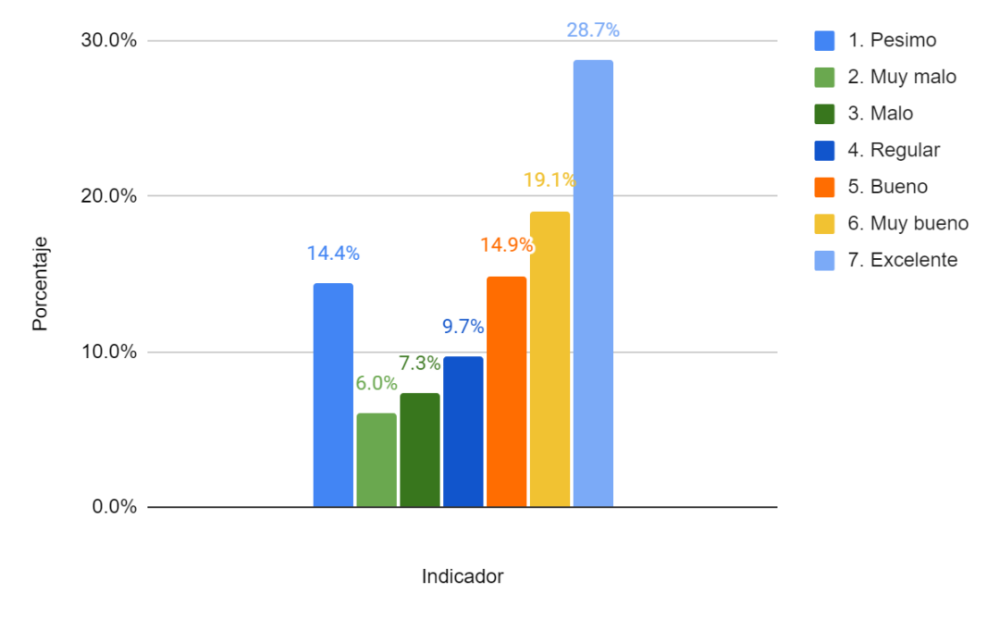 28.7%
30.0%
19.1%
20.0%
14.9%
14.4%
9.7%
10.0%
7.3%
6.0%
0.0%
Porcentaje
Indicador
1. Pesimo
2. Muy malo
3. Malo
4. Regular
5. Bueno
6. Muy bueno
7. Excelente